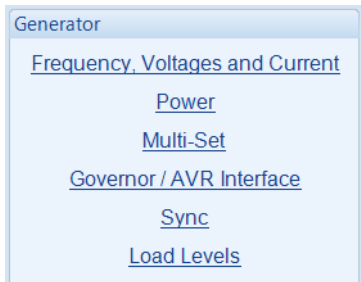 Generator
Frequency, Voltages and Current
Power
Multi-Set
Governor / AVR Interface
Sync
Load Levels